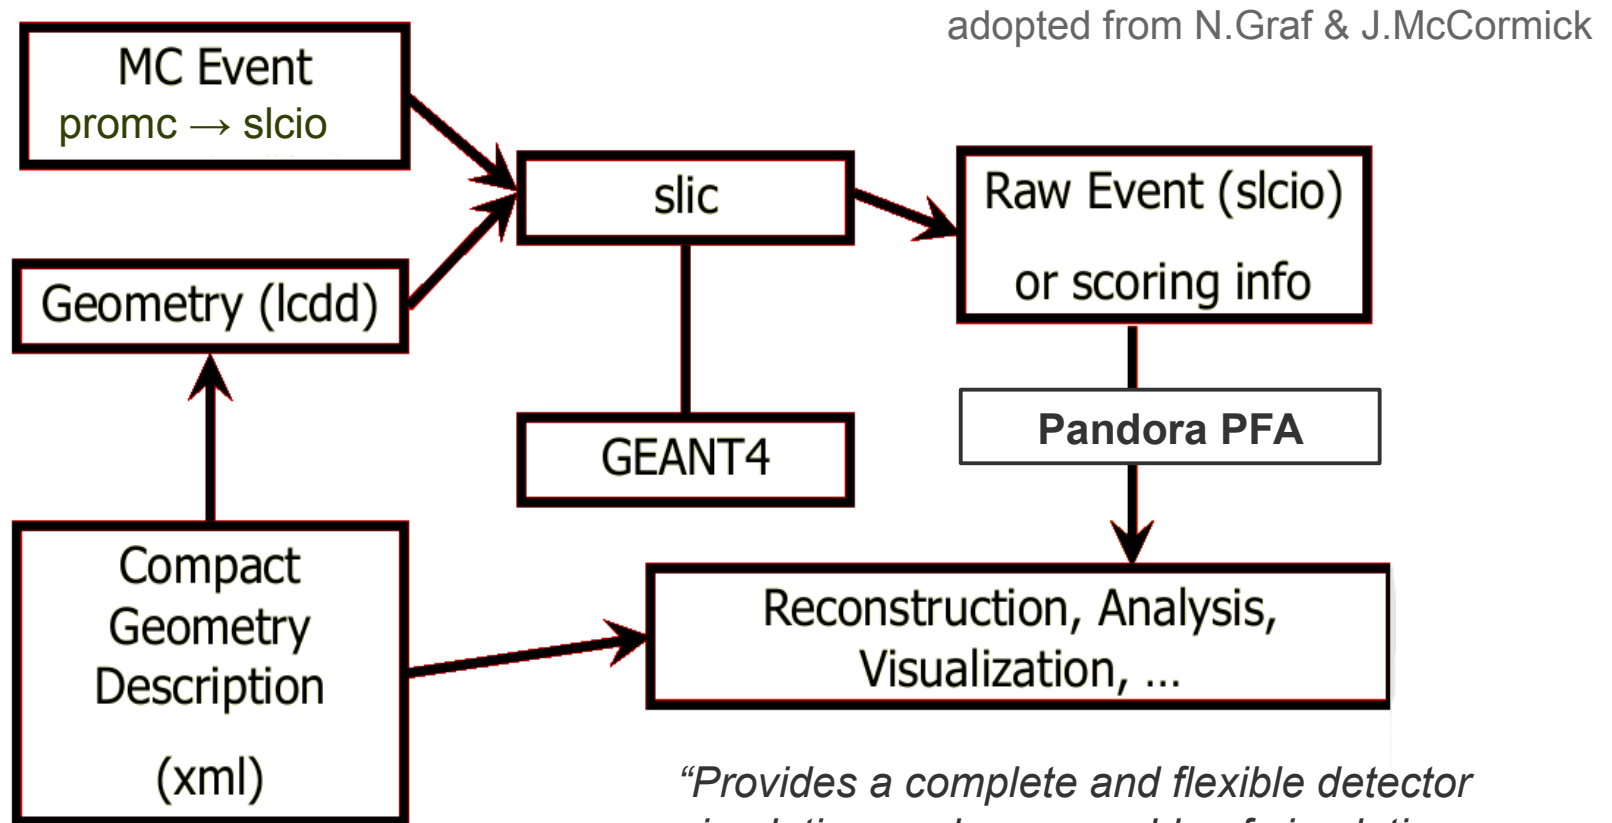 adopted from N.Graf & J.McCormick
MC Event
promc → slcio
slic
Raw Event (slcio)
or scoring info
Geometry (lcdd)
GEANT4
Pandora PFA
Compact
Geometry
Description
(xml)
Reconstruction, Analysis,
Visualization, ...
“Provides a complete and flexible detector